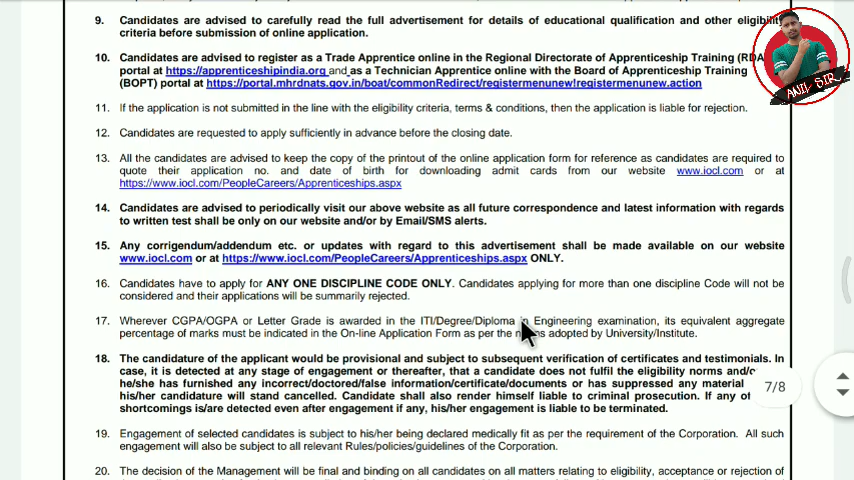 9. Candidates are advised to carefully read the full advertisement for details of educational qualification and other eligibility
criteria before submission of online application.
10. Candidates are advised to register as a Trade Apprentice online in the Regional Directorate of Apprenticeship Training (RDA
portal at https://apprenticeshipindia.org and as a Technician Apprentice online with the Board of Apprenticeship Training
(BOPT) portal at https://portal.mhrdnats.gov.in/boat/commonRedirect/registermenunew!registermenunew.action
11. If the application is not submitted in the line with the eligibility criteria, terms & conditions, then the application is liable for rejection.
12. Candidates are requested to apply sufficiently in advance before the closing date.
13. All the candidates are advised to keep the copy of the printout of the online application form for reference as candidates are required to
quote their application no. and date of birth for downloading admit cards from our website www.iocl.com or at
https://www.iocl.com/PeopleCareers/Apprenticeships.aspx
14. Candidates are advised to periodically visit our above website as all future correspondence and latest information with regards
to written test shall be only on our website and/or by Email/SMS alerts.
15. Any corrigendum/addendum etc. or updates with regard to this advertisement shall be made available on our website
www.iocl.com or at https://www.iocl.com/PeopleCareers/Apprenticeships.aspx ONLY.
16. Candidates have to apply for ANY ONE DISCIPLINE CODE ONLY. Candidates applying for more than one discipline Code will not be
considered and their applications will be summarily rejected.
17. Wherever CGPA/OGPA or Letter Grade is awarded in the ITI/Degree/Diploma in Engineering examination, its equivalent aggregate
percentage of marks must be indicated in the On-line Application Form as per the norms adopted by University/Institute.
18. The candidature of the applicant would be provisional and subject to subsequent verification of certificates and testimonials. In
case, it is detected at any stage of engagement or thereafter, that a candidate does not fulfil the eligibility norms and/o
he/she has furnished any incorrect/doctored/false information/certificate/documents or has suppressed any material
his/her candidature will stand cancelled. Candidate shall also render himself liable to criminal prosecution. If any of
shortcomings is/are detected even after engagement if any, his/her engagement is liable to be terminated.
19. Engagement of selected candidates is subject to his/her being declared medically fit as per the requirement of the Corporation. All such
engagement will also be subject to all relevant Rules/policies/guidelines of the Corporation.
20. The decision of the Management will be final and binding on all candidates on all matters relating to eligibility, acceptance or rejection of
7/8
ANIL SIR